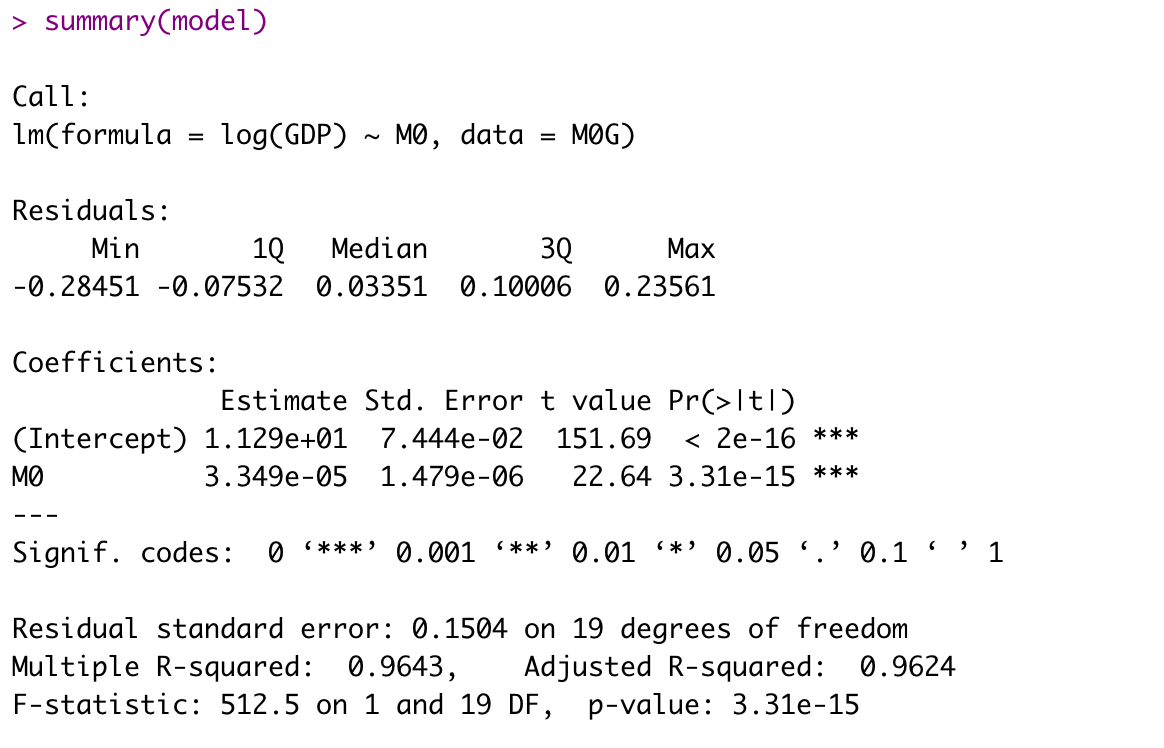 > summary(model)
Call:
lm(formula = log(GDP) ~ M0, data = M0G)
Residuals:
     Min       1Q   Median       3Q      Max
-0.28451 -0.07532  0.03351  0.10006  0.23561
Coefficients:
             Estimate Std. Error t value Pr(>|t|)
(Intercept) 1.129e+01  7.444e-02  151.69  < 2e-16 ***
M0          3.349e-05  1.479e-06   22.64 3.31e-15 ***
---
Signif. codes:  0 ‘***’ 0.001 ‘**’ 0.01 ‘*’ 0.05 ‘.’ 0.1 ‘ ’ 1
Residual standard error: 0.1504 on 19 degrees of freedom
Multiple R-squared:  0.9643,    Adjusted R-squared:  0.9624
F-statistic: 512.5 on 1 and 19 DF,  p-value: 3.31e-15